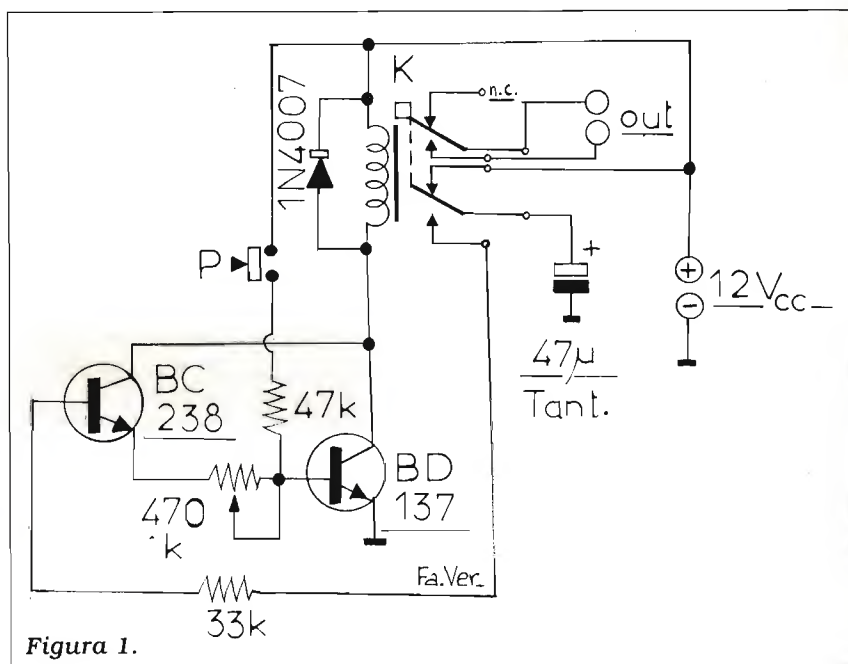 K
n.c.
out
1N4007
P
+
+
-
12Vcc
47µ
Tant.
BC
238
47k
BD
137
470
k
Fa.Ver.
33k
Figura 1.